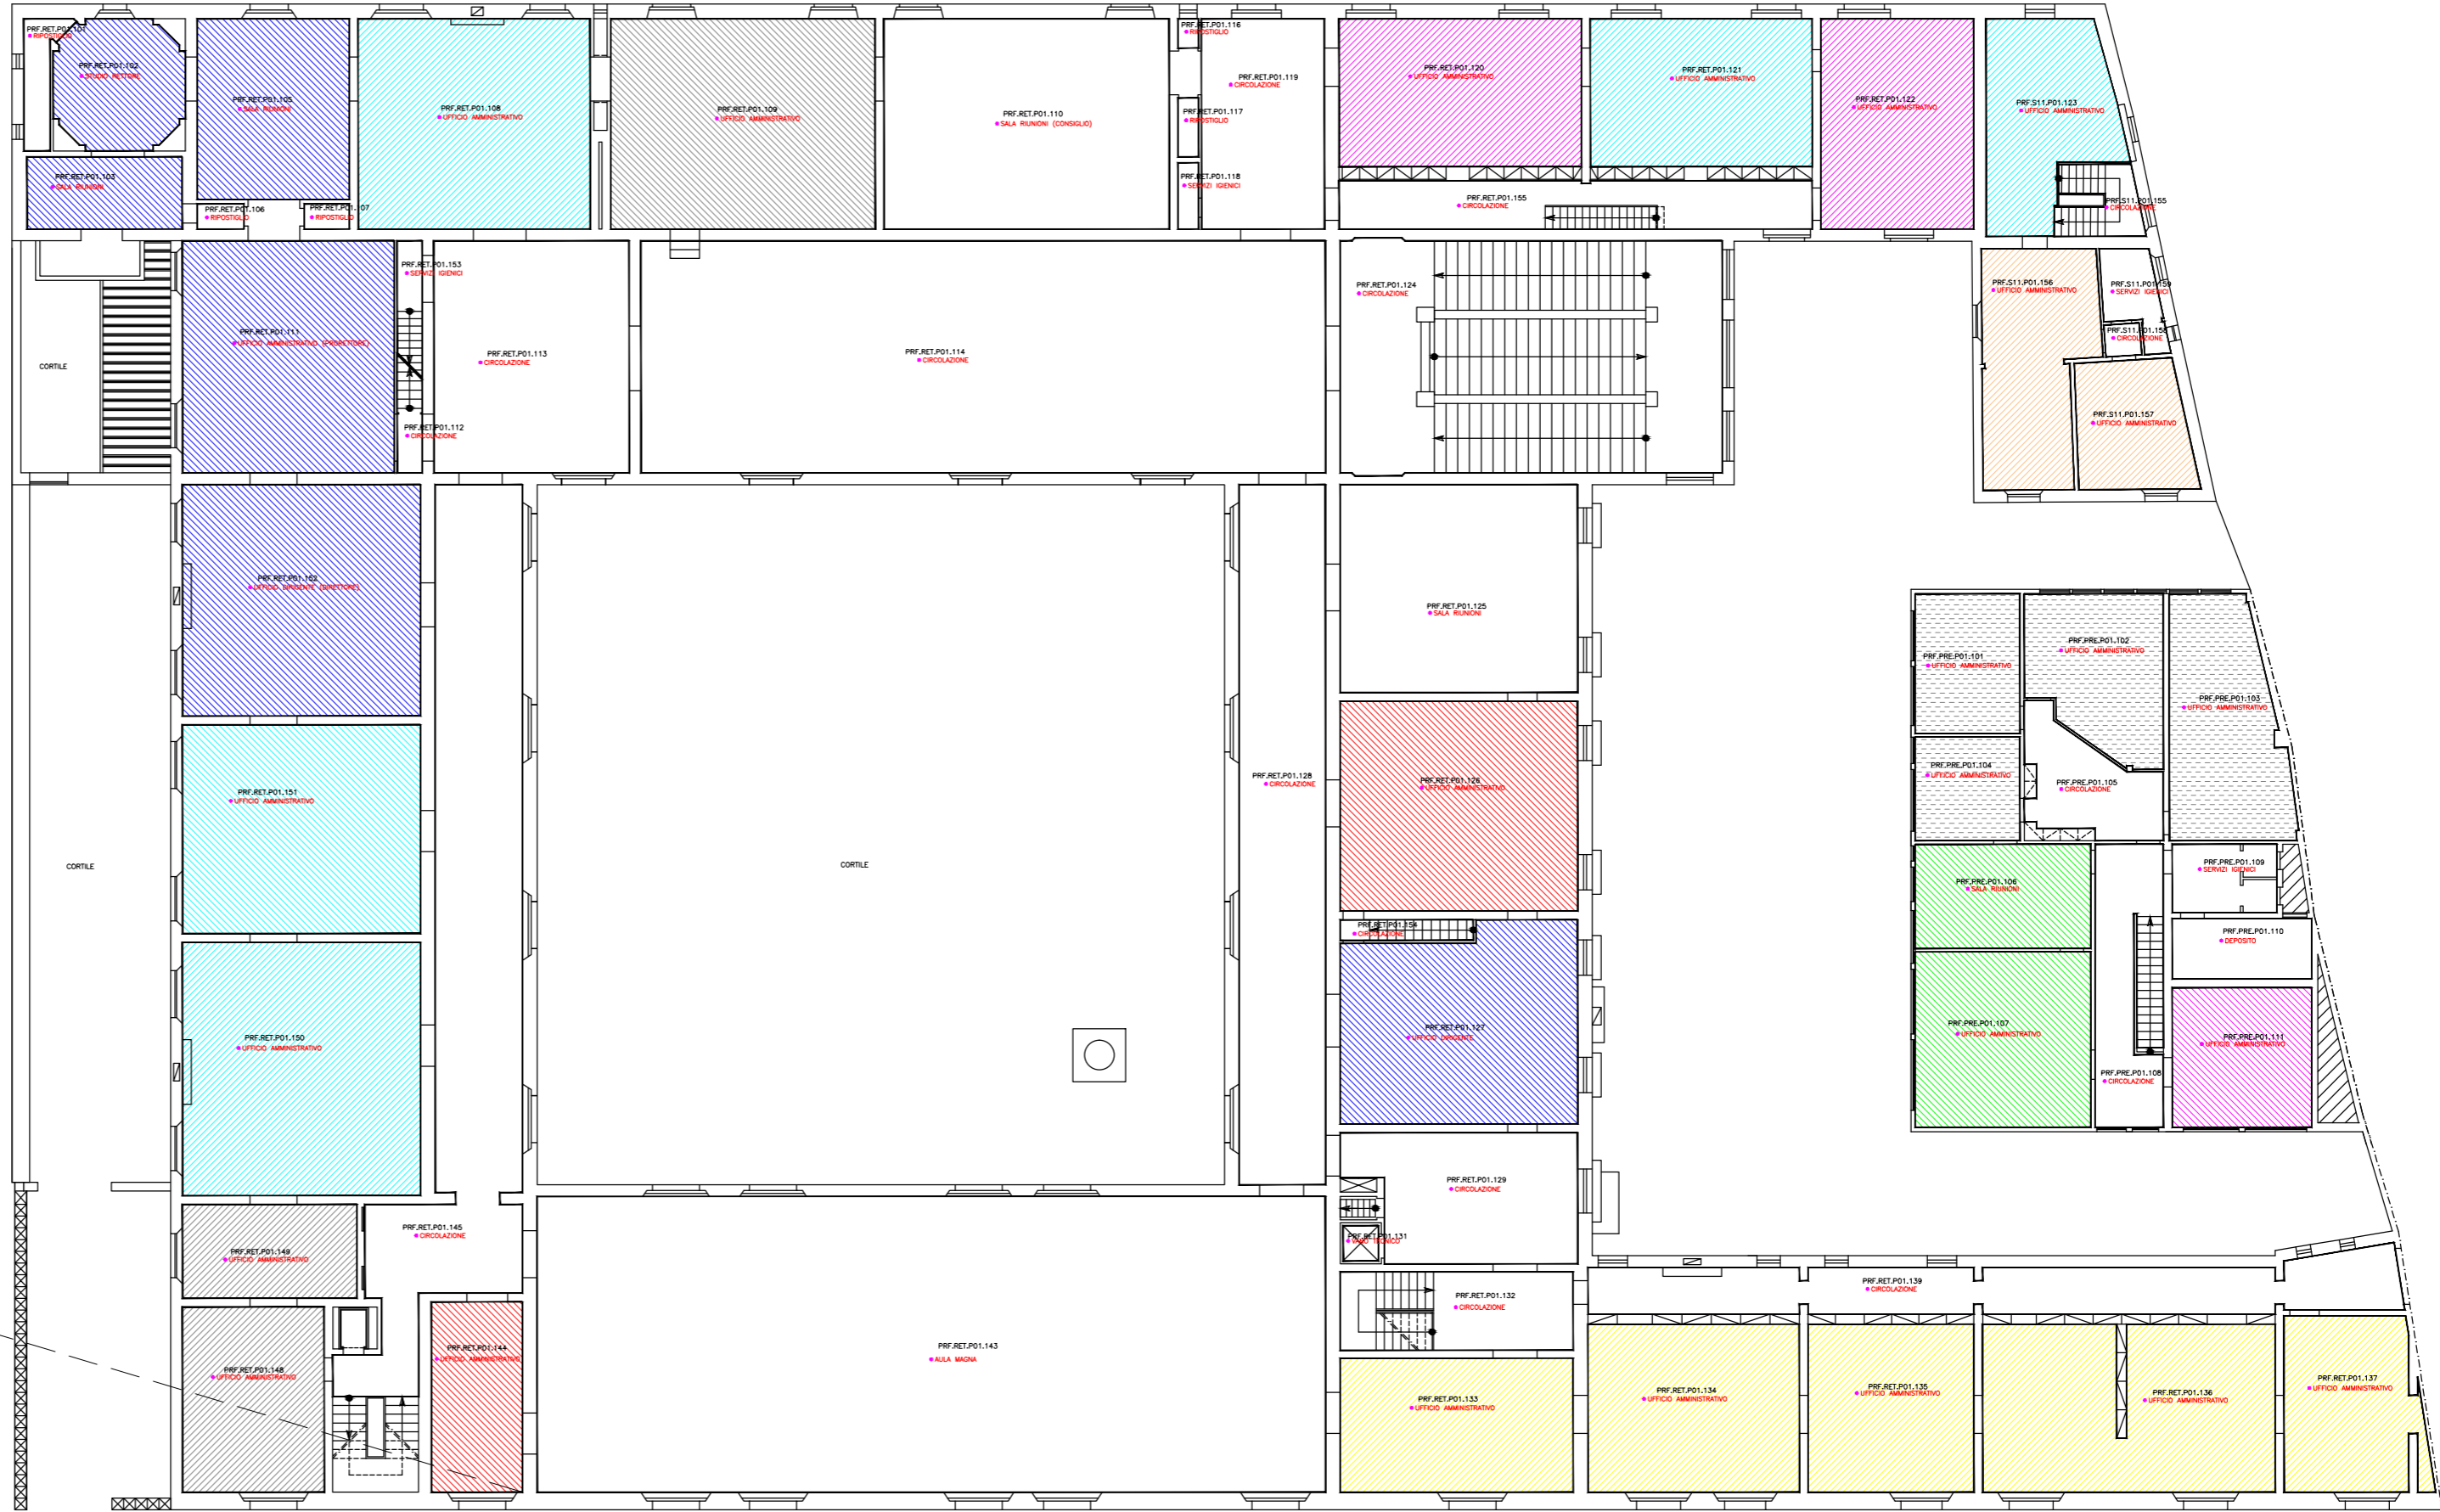 PRF.RET.P01.101
RIPOSTIGLIO
PRF.RET.P01.102
STUDIO RETTORE
PRF.RET.P01.103
SALA RIUNIONI
PRF.RET.P01.105
SALA RIUNIONI
PRF.RET.P01.106
RIPOSTIGLIO
PRF.RET.P01.107
RIPOSTIGLIO
PRF.RET.P01.108
UFFICIO AMMINISTRATIVO
PRF.RET.P01.109
UFFICIO AMMINISTRATIVO
PRF.RET.P01.110
SALA RIUNIONI (CONSIGLIO)
PRF.RET.P01.116
RIPOSTIGLIO
PRF.RET.P01.117
RIPOSTIGLIO
PRF.RET.P01.118
SERVIZI IGIENICI
PRF.RET.P01.119
CIRCOLAZIONE
PRF.RET.P01.120
UFFICIO AMMINISTRATIVO
PRF.RET.P01.121
UFFICIO AMMINISTRATIVO
PRF.RET.P01.122
UFFICIO AMMINISTRATIVO
PRF.S11.P01.123
UFFICIO AMMINISTRATIVO
PRF.RET.P01.155
CIRCOLAZIONE
PRF.S11.P01.155
CIRCOLAZIONE
CORTILE
PRF.RET.P01.111
UFFICIO AMMINISTRATIVO (PRORETTORE)
PRF.RET.P01.153
SERVIZI IGIENICI
PRF.RET.P01.112
CIRCOLAZIONE
PRF.RET.P01.113
CIRCOLAZIONE
PRF.RET.P01.114
CIRCOLAZIONE
PRF.RET.P01.124
CIRCOLAZIONE
PRF.S11.P01.156
UFFICIO AMMINISTRATIVO
PRF.S11.P01.159
SERVIZI IGIENICI
PRF.S11.P01.158
CIRCOLAZIONE
PRF.S11.P01.157
UFFICIO AMMINISTRATIVO
PRF.RET.P01.152
UFFICIO DIRIGENTE (DIRETTORE)
PRF.RET.P01.125
SALA RIUNIONI
PRF.PRE.P01.101
UFFICIO AMMINISTRATIVO
PRF.PRE.P01.102
UFFICIO AMMINISTRATIVO
PRF.PRE.P01.103
UFFICIO AMMINISTRATIVO
PRF.RET.P01.151
UFFICIO AMMINISTRATIVO
PRF.RET.P01.128
CIRCOLAZIONE
PRF.RET.P01.126
UFFICIO AMMINISTRATIVO
PRF.PRE.P01.104
UFFICIO AMMINISTRATIVO
PRF.PRE.P01.105
CIRCOLAZIONE
CORTILE
CORTILE
PRF.PRE.P01.106
SALA RIUNIONI
PRF.PRE.P01.109
SERVIZI IGIENICI
PRF.RET.P01.154
CIRCOLAZIONE
PRF.PRE.P01.110
DEPOSITO
PRF.RET.P01.150
UFFICIO AMMINISTRATIVO
PRF.RET.P01.127
UFFICIO DIRIGENTE
PRF.PRE.P01.107
UFFICIO AMMINISTRATIVO
PRF.PRE.P01.111
UFFICIO AMMINISTRATIVO
PRF.PRE.P01.108
CIRCOLAZIONE
PRF.RET.P01.129
CIRCOLAZIONE
PRF.RET.P01.145
CIRCOLAZIONE
PRF.RET.P01.131
VANO TECNICO
PRF.RET.P01.149
UFFICIO AMMINISTRATIVO
PRF.RET.P01.139
CIRCOLAZIONE
PRF.RET.P01.132
CIRCOLAZIONE
PRF.RET.P01.148
UFFICIO AMMINISTRATIVO
PRF.RET.P01.144
UFFICIO AMMINISTRATIVO
PRF.RET.P01.143
AULA MAGNA
PRF.RET.P01.133
UFFICIO AMMINISTRATIVO
PRF.RET.P01.134
UFFICIO AMMINISTRATIVO
PRF.RET.P01.135
UFFICIO AMMINISTRATIVO
PRF.RET.P01.136
UFFICIO AMMINISTRATIVO
PRF.RET.P01.137
UFFICIO AMMINISTRATIVO